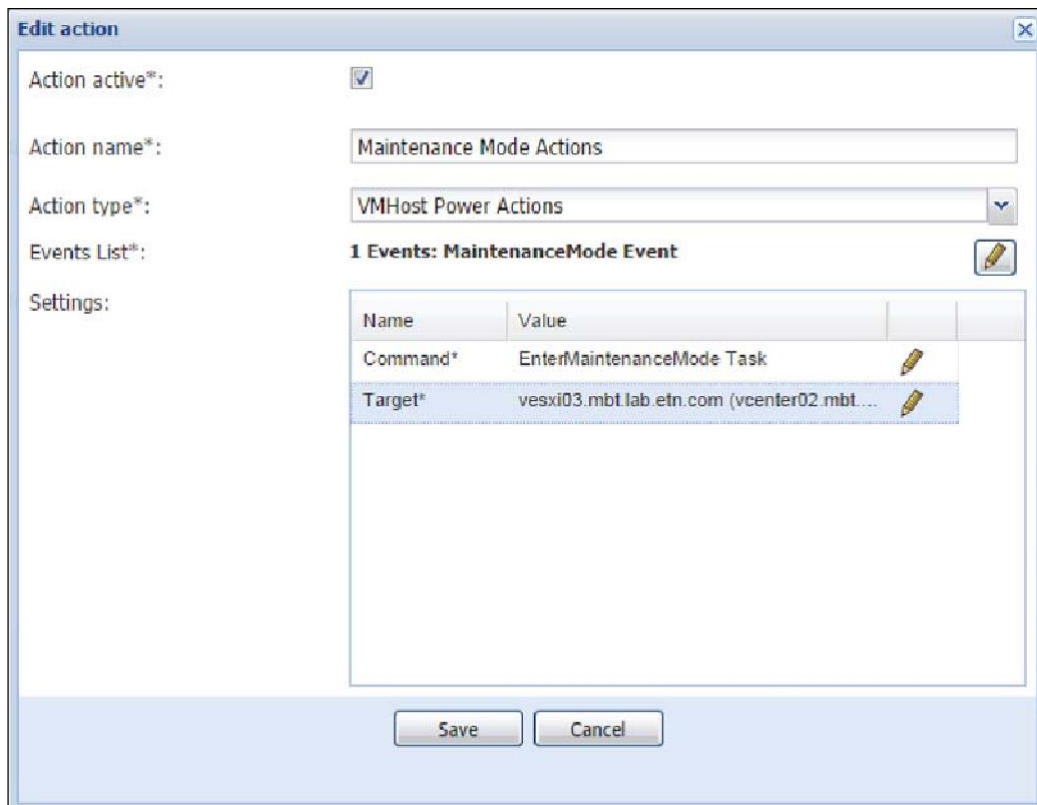 Edit action
Action active*:
Action name*: Maintenance Mode Actions
Action type*: VMHost Power Actions
Events List*: 1 Events: MaintenanceMode Event
Settings:
Name Value
Command* EnterMaintenanceMode Task
Target* vesxi03.mbt.lab.etn.com (vcenter02.mbt....
Save Cancel